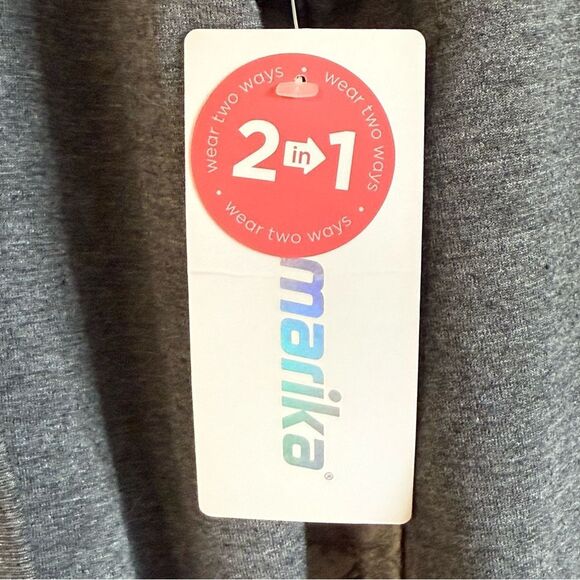 wear two ways • wear two ways • wear two ways •
2 in 1
marika®